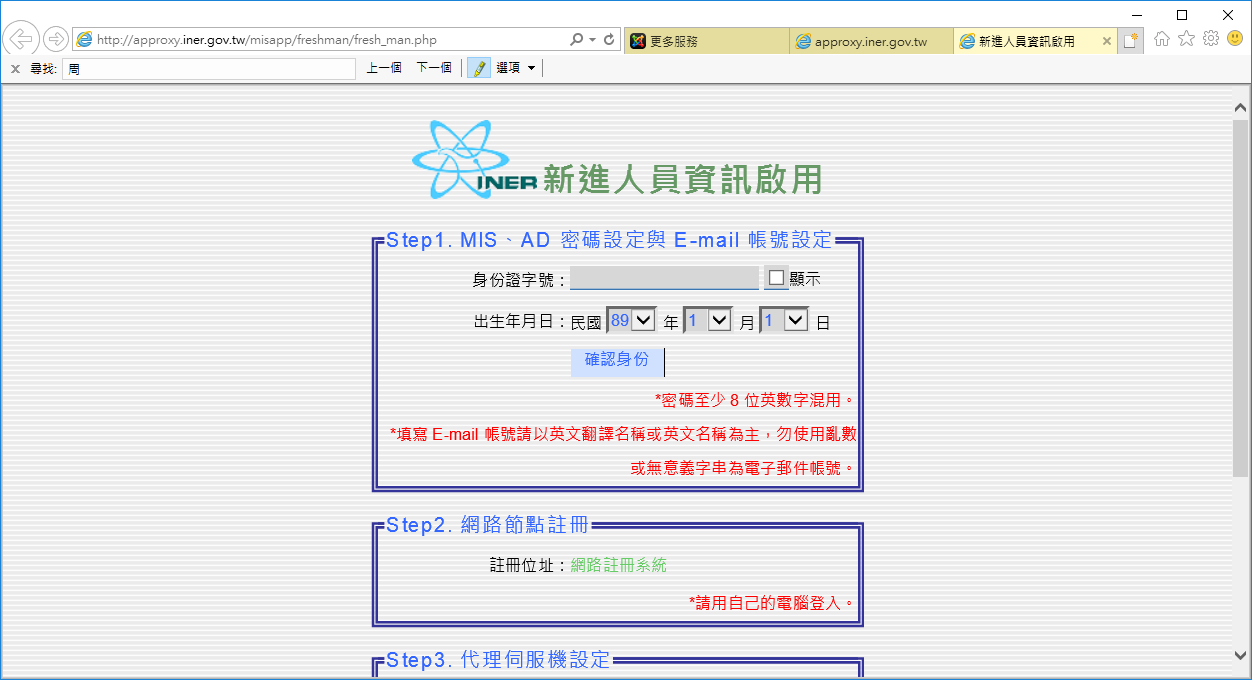 http://approxy.iner.gov.tw/misapp/freshman/fresh_man.php
更多服務
approxy.iner.gov.tw
新進人員資訊啟用
尋找: 周 上一個 下一個 選項
INER 新進人員資訊啟用
Step1. MIS、AD 密碼設定與 E-mail 帳號設定
身份證字號： 顯示
出生年月日：民國 89 年 1 月 1 日
確認身份
*密碼至少 8 位英數字混用。
*填寫 E-mail 帳號請以英文翻譯名稱或英文名稱為主，勿使用亂數
或無意義字串為電子郵件帳號。
Step2. 網路節點註冊
註冊位址：網路註冊系統
*請用自己的電腦登入。
Step3. 代理伺服機設定